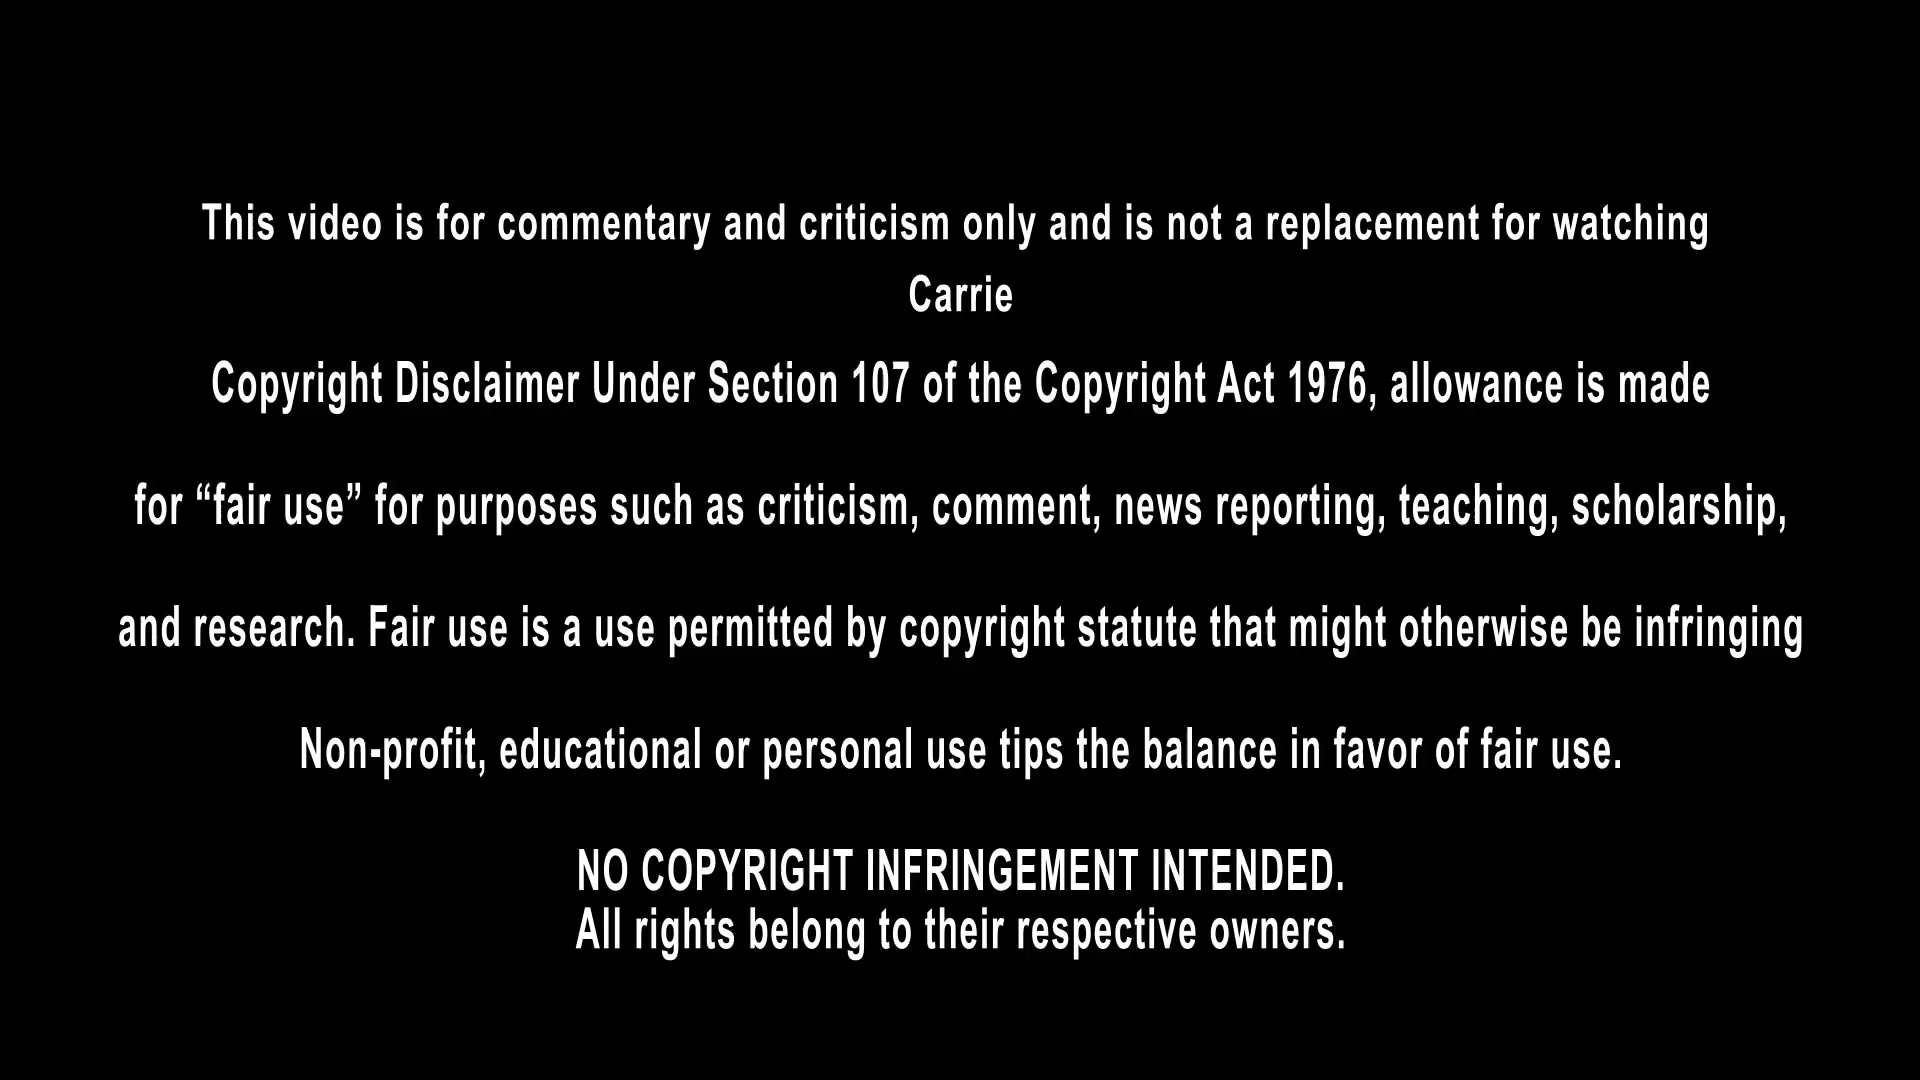 This video is for commentary and criticism only and is not a replacement for watching
Carrie
Copyright Disclaimer Under Section 107 of the Copyright Act 1976, allowance is made
for “fair use” for purposes such as criticism, comment, news reporting, teaching, scholarship,
and research. Fair use is a use permitted by copyright statute that might otherwise be infringing
Non-profit, educational or personal use tips the balance in favor of fair use.
NO COPYRIGHT INFRINGEMENT INTENDED.
All rights belong to their respective owners.